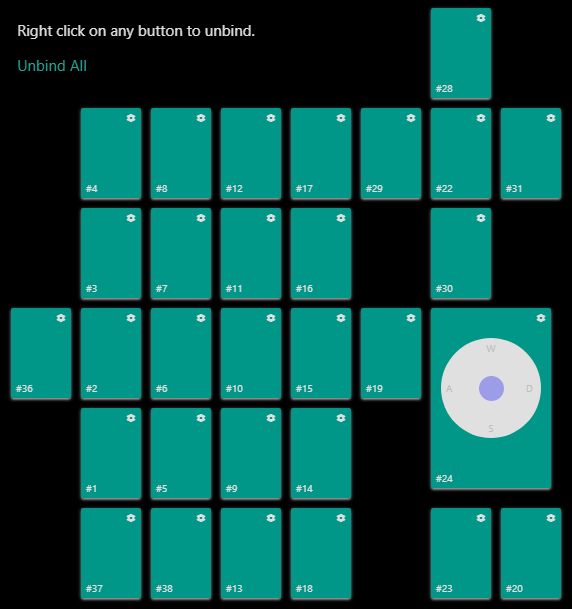 Right click on any button to unbind.
Unbind All
#28
#4 #8 #12 #17 #29 #22 #31
#3 #7 #11 #16 #30
W
A D
S
#36 #2 #6 #10 #15 #19
#24
#1 #5 #9 #14
#37 #38 #13 #18 #23 #20